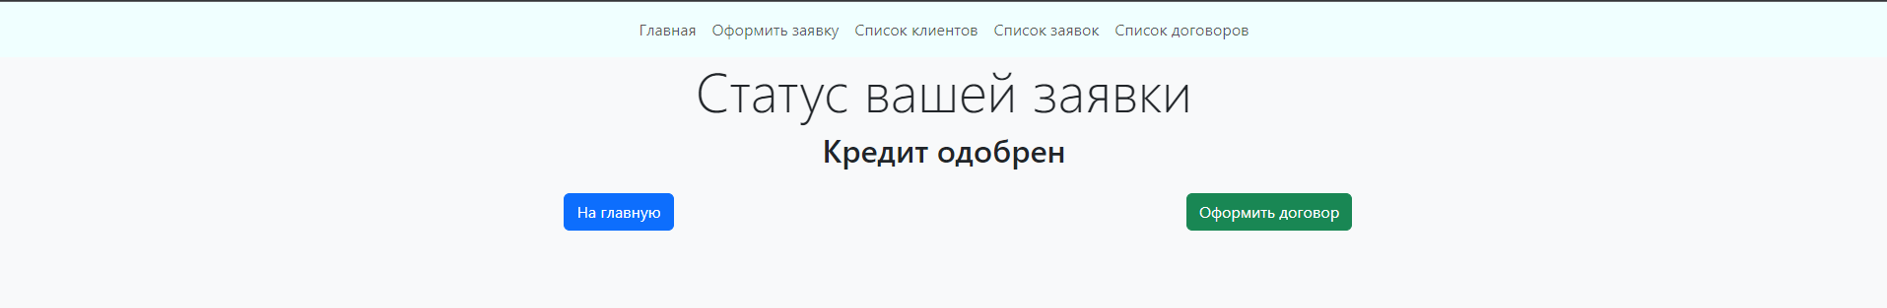 Главная Оформить заявку Список клиентов Список заявок Список договоров
Статус вашей заявки
Кредит одобрен
На главную Оформить договор